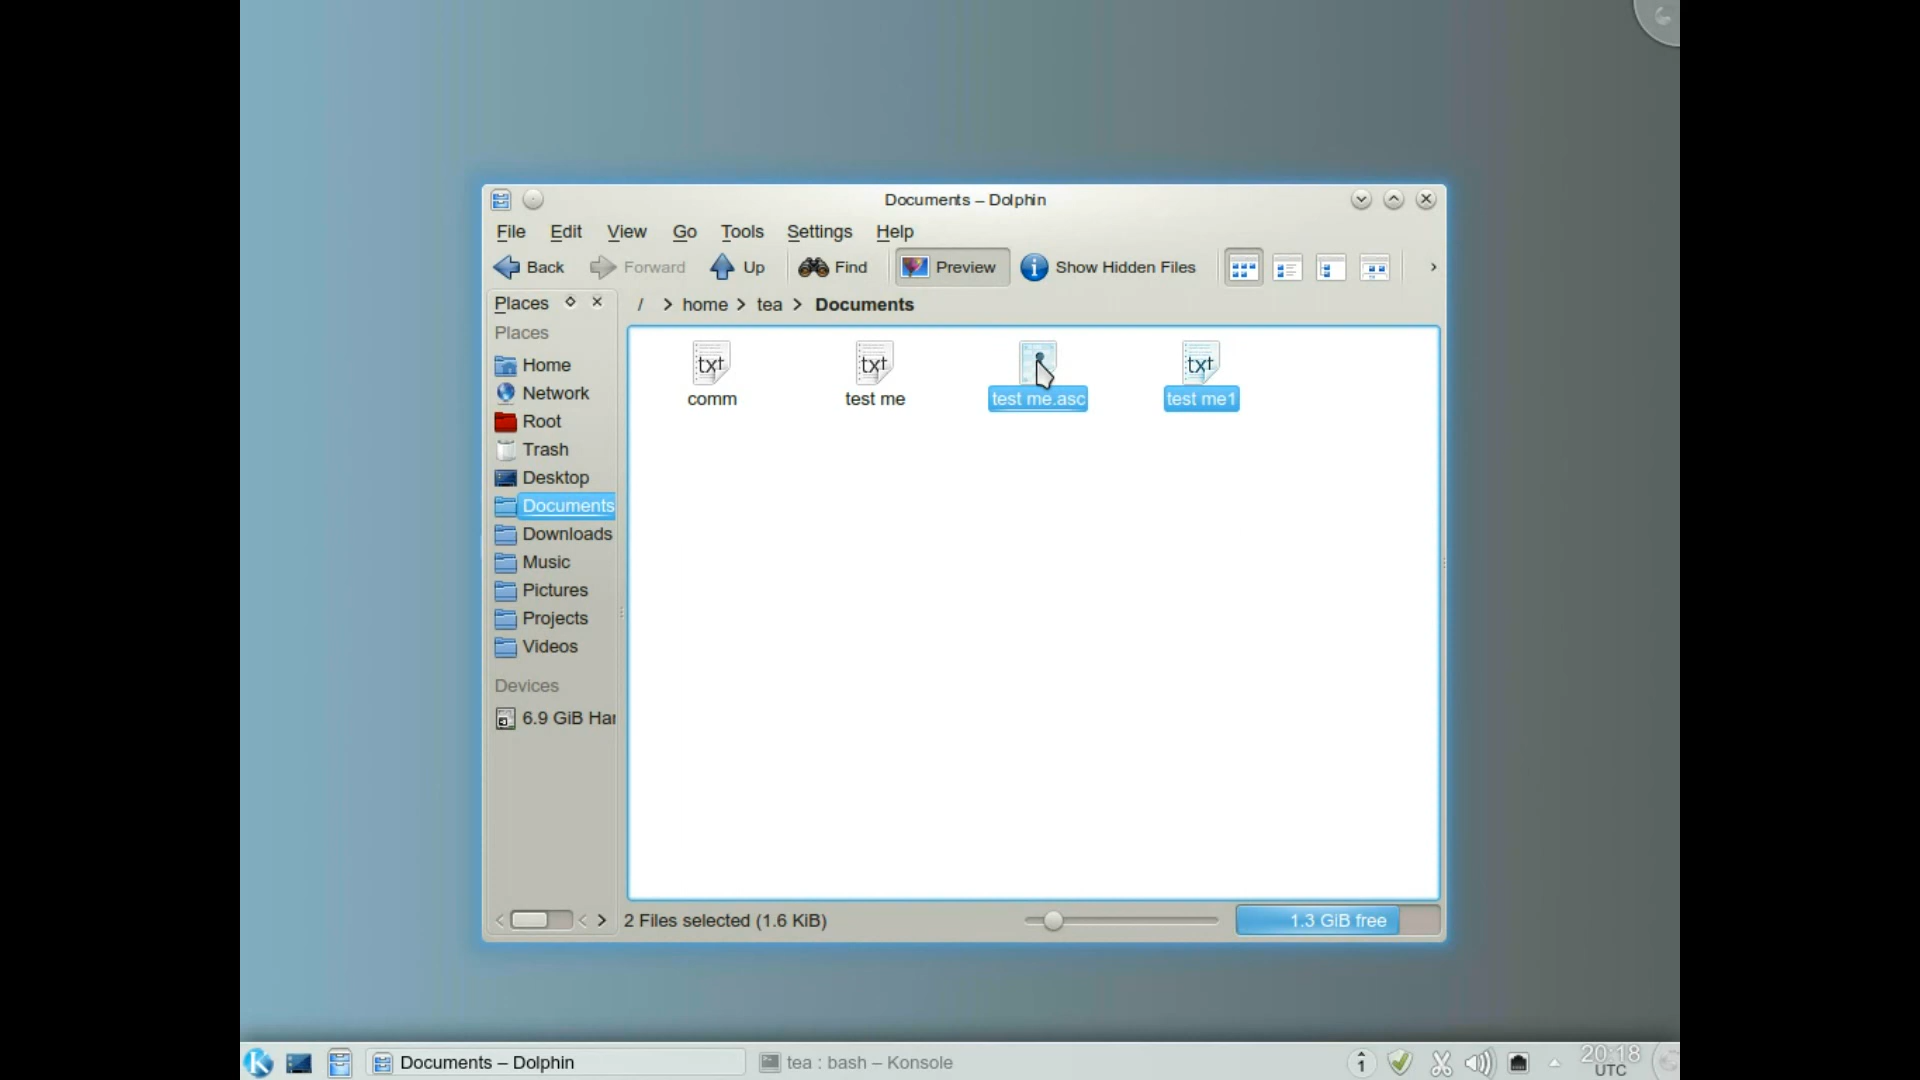 Documents – Dolphin
File Edit View Go Tools Settings Help
Back Forward Up Find Preview Show Hidden Files
Places
/ > home > tea > Documents
Places
Home
Network
Root
Trash
Desktop
Documents
Downloads
Music
Pictures
Projects
Videos
Devices
6.9 GiB Har
txt txt txt
comm test me test me.asc test me1
2 Files selected (1.6 KiB)
1.3 GiB free
Documents – Dolphin
tea : bash – Konsole
1
20:18
UTC